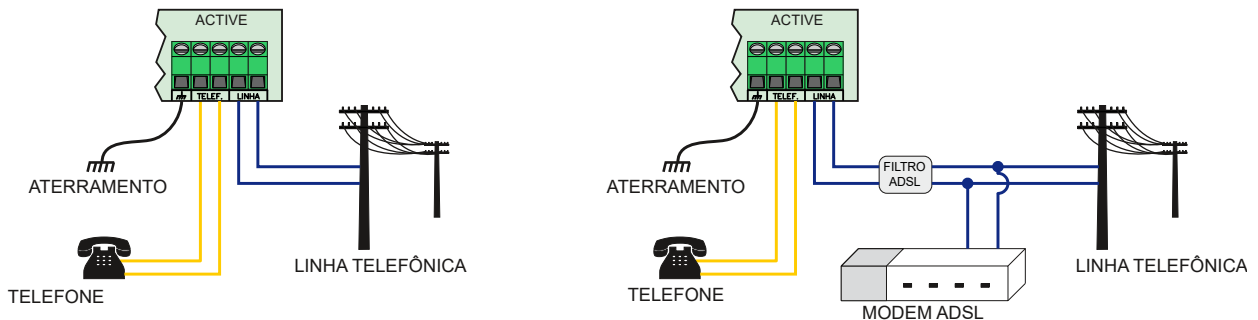 ACTIVE
TELEF. LINHA
ATERRAMENTO
LINHA TELEFÔNICA
TELEFONE
ACTIVE
TELEF. LINHA
FILTRO
ADSL
ATERRAMENTO
LINHA TELEFÔNICA
TELEFONE
MODEM ADSL